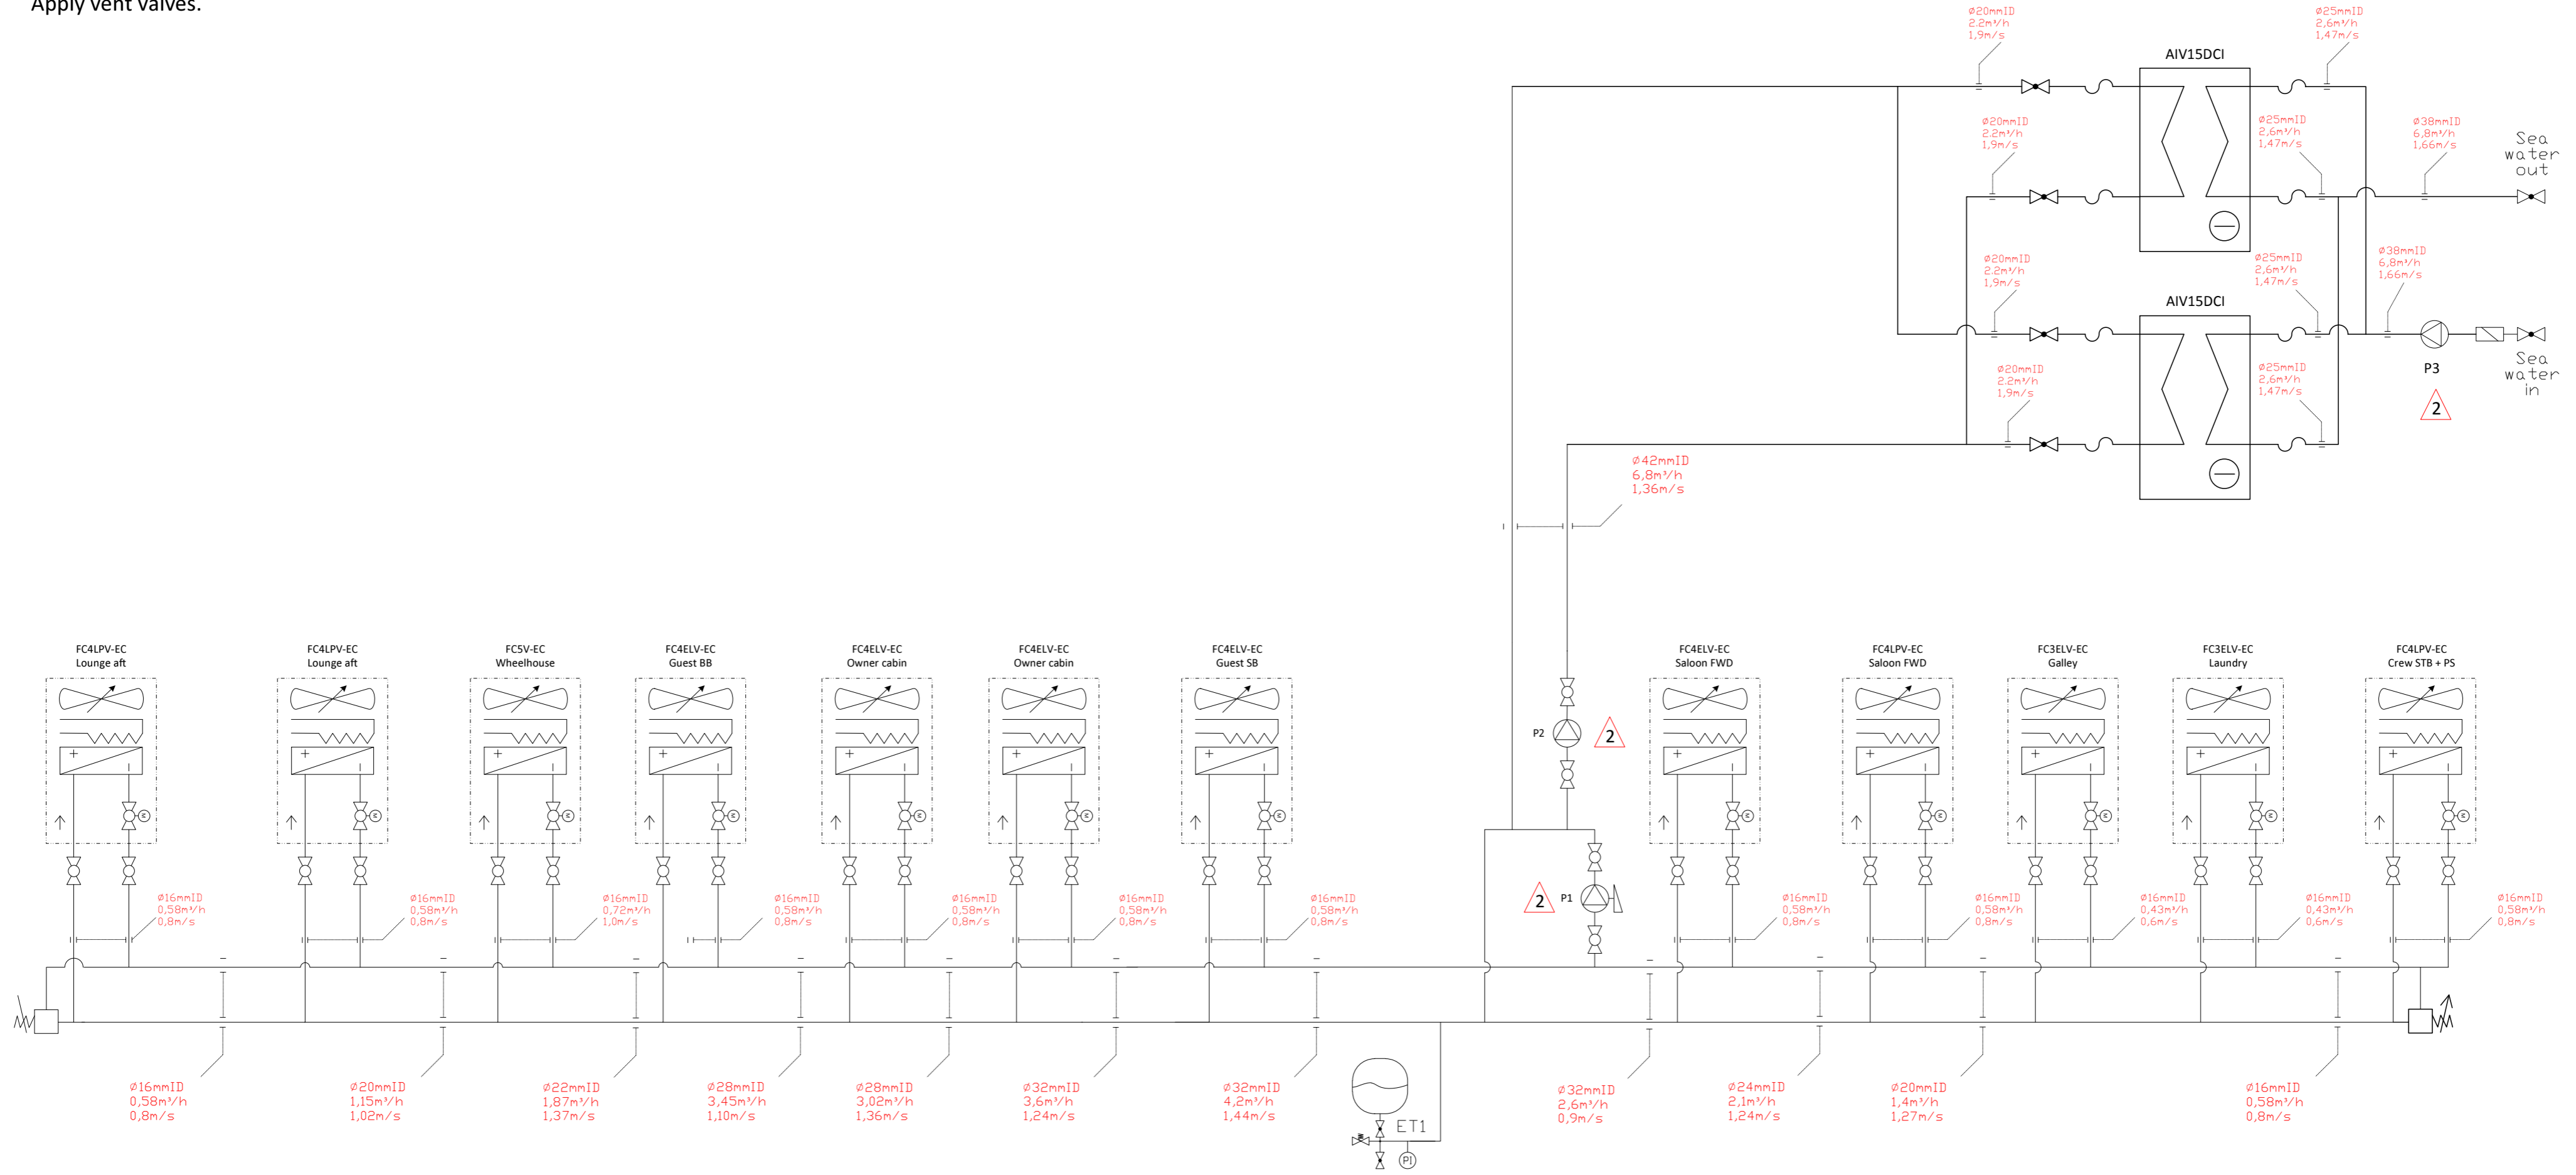 Apply vent valves.
Ø20mmID
2.2m³/h
1,9m/s
Ø25mmID
2,6m³/h
1,47m/s
AIV15DCI
Ø20mmID
2.2m³/h
1,9m/s
Ø25mmID
2,6m³/h
1,47m/s
Ø38mmID
6,8m³/h
1,66m/s
Sea
water
out
Ø20mmID
2.2m³/h
1,9m/s
Ø25mmID
2,6m³/h
1,47m/s
Ø38mmID
6,8m³/h
1,66m/s
AIV15DCI
P3
2
Sea
water
in
Ø20mmID
2.2m³/h
1,9m/s
Ø25mmID
2,6m³/h
1,47m/s
Ø42mmID
6,8m³/h
1,36m/s
FC4LPV-EC
Lounge aft
FC4LPV-EC
Lounge aft
FC5V-EC
Wheelhouse
FC4ELV-EC
Guest BB
FC4ELV-EC
Owner cabin
FC4ELV-EC
Owner cabin
FC4ELV-EC
Guest SB
FC4ELV-EC
Saloon FWD
FC4LPV-EC
Saloon FWD
FC3ELV-EC
Galley
FC3ELV-EC
Laundry
FC4LPV-EC
Crew STB + PS
P2
2
2
P1
Ø16mmID
0,58m³/h
0,8m/s
Ø16mmID
0,58m³/h
0,8m/s
Ø16mmID
0,72m³/h
1,0m/s
Ø16mmID
0,58m³/h
0,8m/s
Ø16mmID
0,58m³/h
0,8m/s
Ø16mmID
0,58m³/h
0,8m/s
Ø16mmID
0,58m³/h
0,8m/s
Ø16mmID
0,58m³/h
0,8m/s
Ø16mmID
0,58m³/h
0,8m/s
Ø16mmID
0,43m³/h
0,6m/s
Ø16mmID
0,43m³/h
0,6m/s
Ø16mmID
0,58m³/h
0,8m/s
Ø16mmID
0,58m³/h
0,8m/s
Ø20mmID
1,15m³/h
1,02m/s
Ø22mmID
1,87m³/h
1,37m/s
Ø28mmID
3,45m³/h
1,10m/s
Ø28mmID
3,02m³/h
1,36m/s
Ø32mmID
3,6m³/h
1,24m/s
Ø32mmID
4,2m³/h
1,44m/s
Ø32mmID
2,6m³/h
0,9m/s
Ø24mmID
2,1m³/h
1,24m/s
Ø20mmID
1,4m³/h
1,27m/s
Ø16mmID
0,58m³/h
0,8m/s
ET1
PI